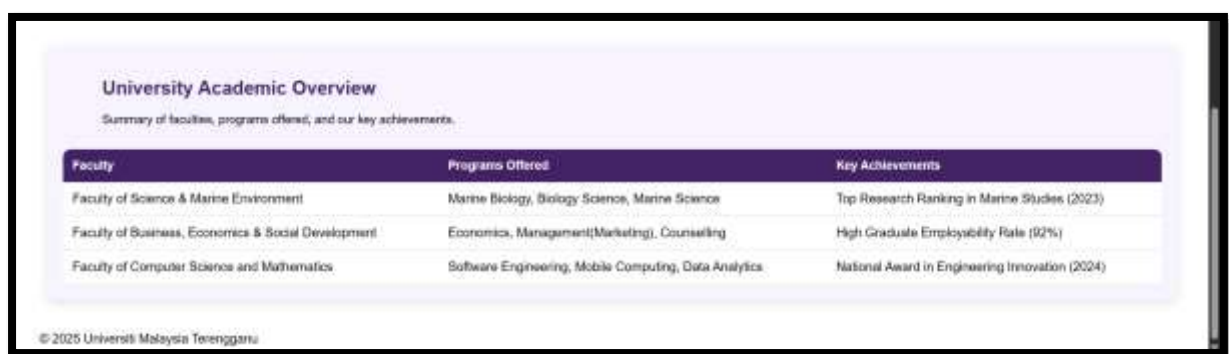 University Academic Overview
Summary of faculties, programs offered, and our key achievements.
Faculty Programs Offered Key Achievements
Faculty of Science & Marine Environment Marine Biology, Biology Science, Marine Science Top Research Ranking in Marine Studies (2023)
Faculty of Business, Economics & Social Development Economics, Management(Marketing), Counselling High Graduate Employability Rate (92%)
Faculty of Computer Science and Mathematics Software Engineering, Mobile Computing, Data Analytics National Award in Engineering Innovation (2024)
© 2025 Universiti Malaysia Terengganu